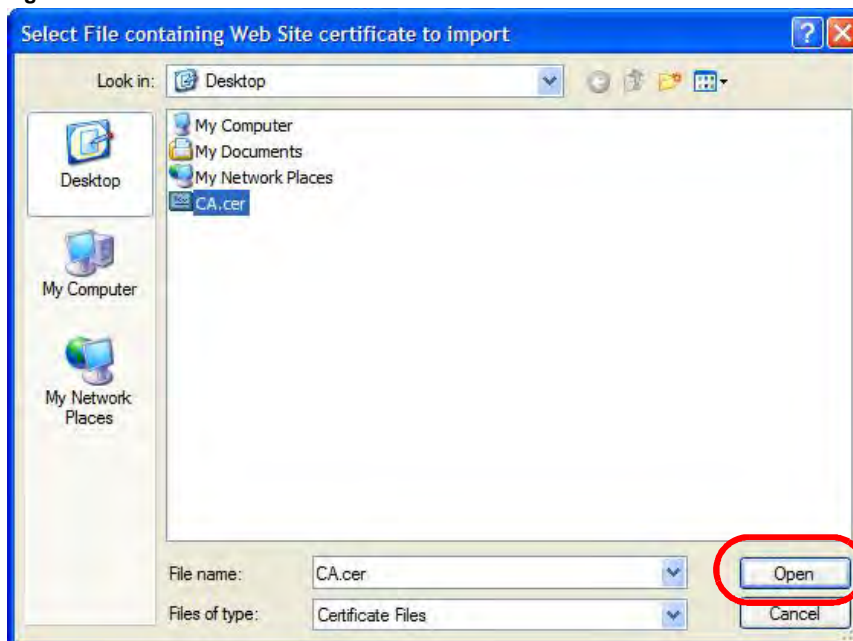 Select File containing Web Site certificate to import
Look in: Desktop
My Computer
My Documents
My Network Places
CA.cer
Desktop
My Computer
My Network
Places
File name: CA.cer Open
Files of type: Certificate Files Cancel